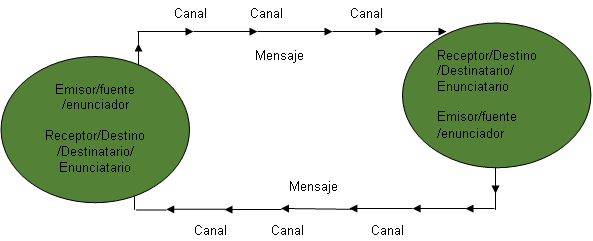 Canal Canal Canal
Mensaje
Emisor/fuente
/enunciador
Receptor/Destino
/Destinatario/
Enunciatario
Receptor/Destino
/Destinatario/
Enunciatario
Emisor/fuente
/enunciador
Mensaje
Canal Canal Canal